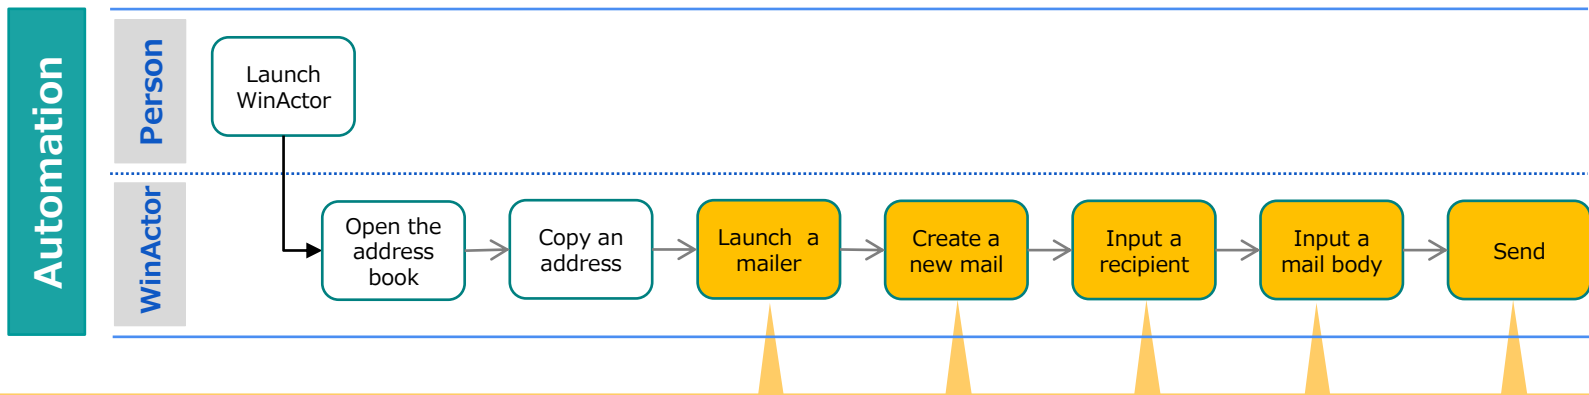 Automation
Person
Launch
WinActor
WinActor
Open the
address
book
Copy an
address
Launch a
mailer
Create a
new mail
Input a
recipient
Input a
mail body
Send